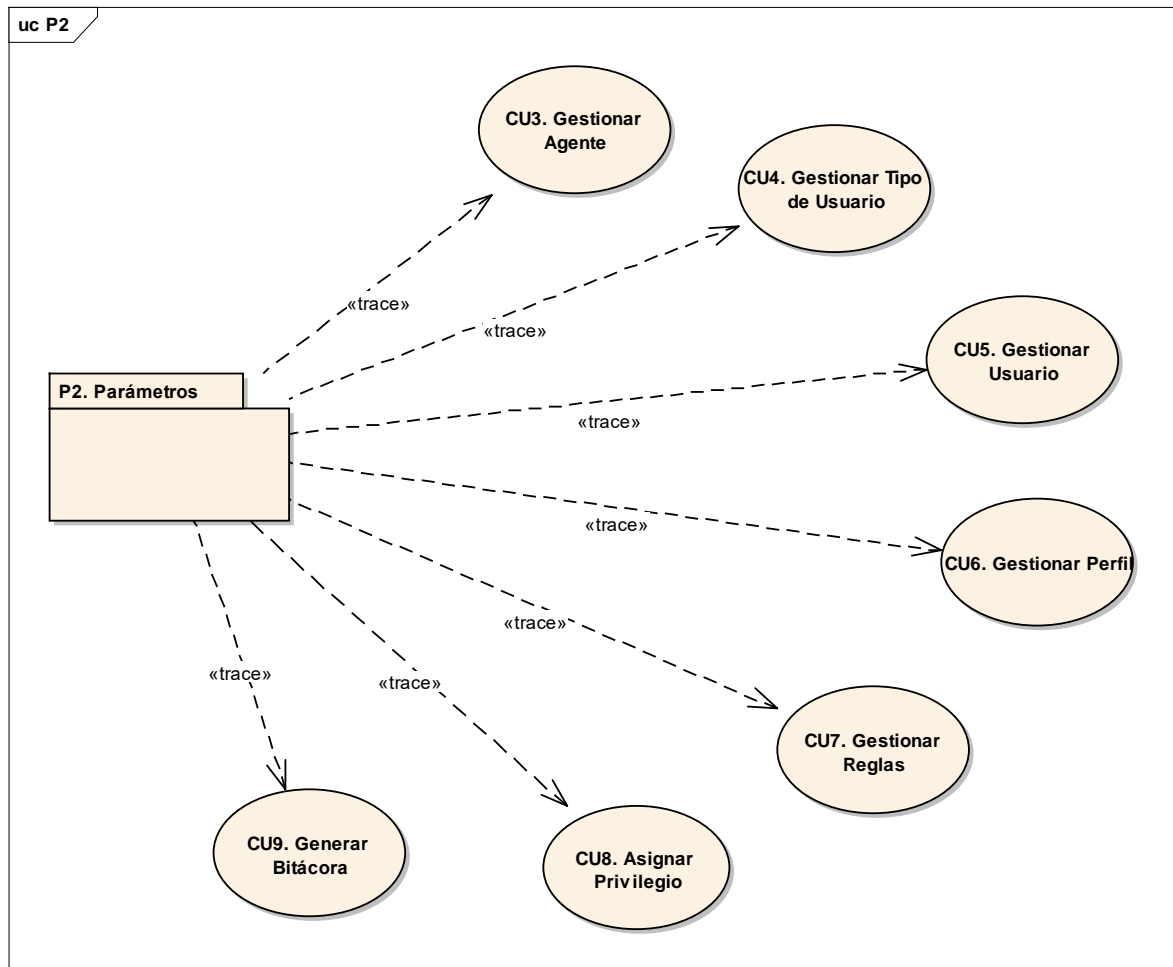 uc P2
CU3. Gestionar
Agente
CU4. Gestionar Tipo
de Usuario
«trace»
«trace»
CU5. Gestionar
Usuario
P2. Parámetros
«trace»
«trace»
CU6. Gestionar Perfil
«trace»
«trace»
«trace»
CU7. Gestionar
Reglas
CU9. Generar
Bitácora
CU8. Asignar
Privilegio